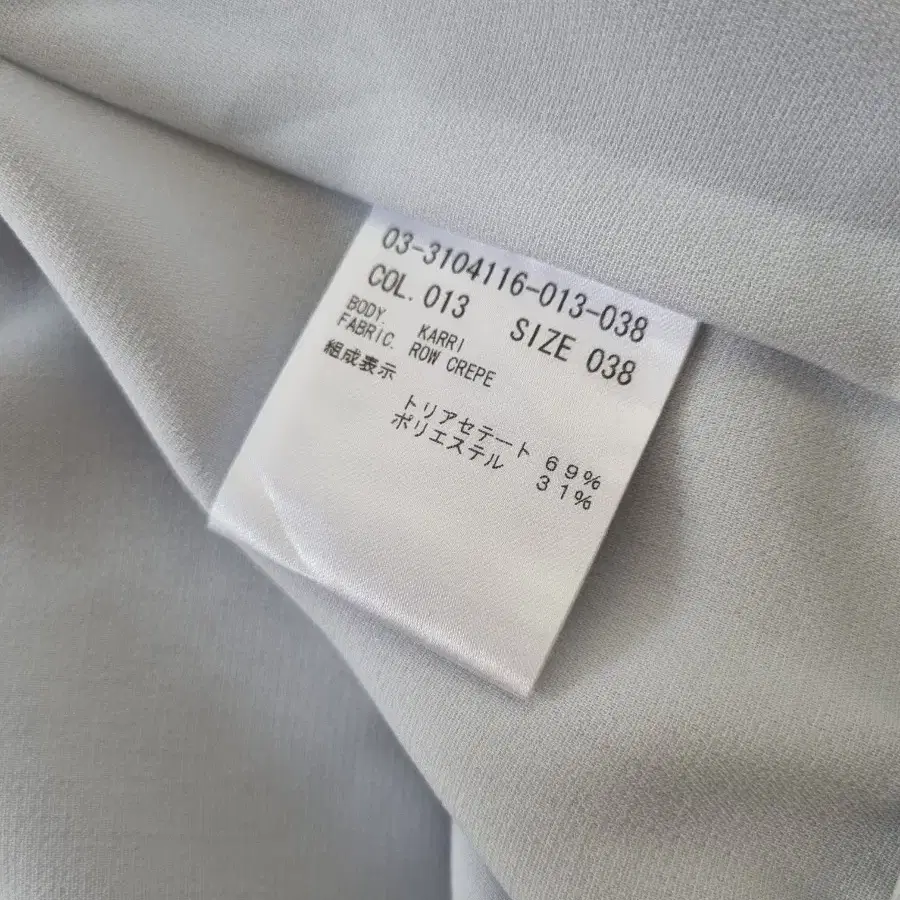 03-3104116-013-038
COL. 013 SIZE 038
BODY. KARRI
FABRIC. ROW CREPE
組成表示
トリアセテート 69%
ポリエステル 31%